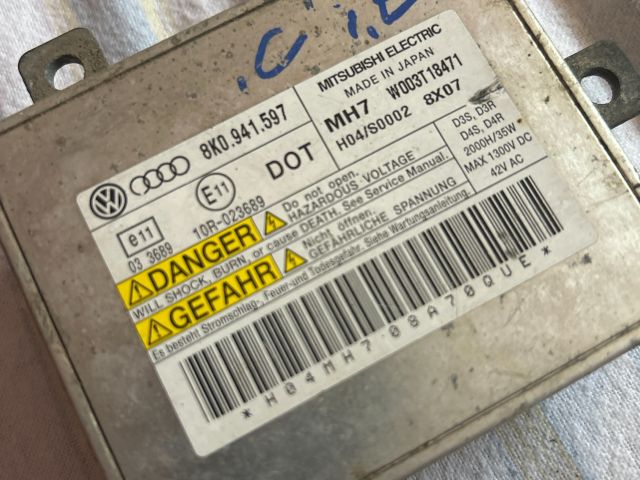 8K0.941.597
E11
DOT
e11
03 3689
10R-023689
MITSUBISHI ELECTRIC
MADE IN JAPAN
MH7 W003T18471
H04/S0002 8X07
D3S, D3R
D4S, D4R
2000H/35W
MAX 1300V DC
42V AC
DANGER
Do not open.
HAZARDOUS VOLTAGE
WILL SHOCK, BURN, or cause DEATH. See Service Manual.
GEFAHR
Nicht öffnen.
GEFÄHRLICHE SPANNUNG
Es besteht Stromschlag-, Feuer-und Todesgefahr. Siehe Wartungsanleitung.
*H04MH708A70QUE*